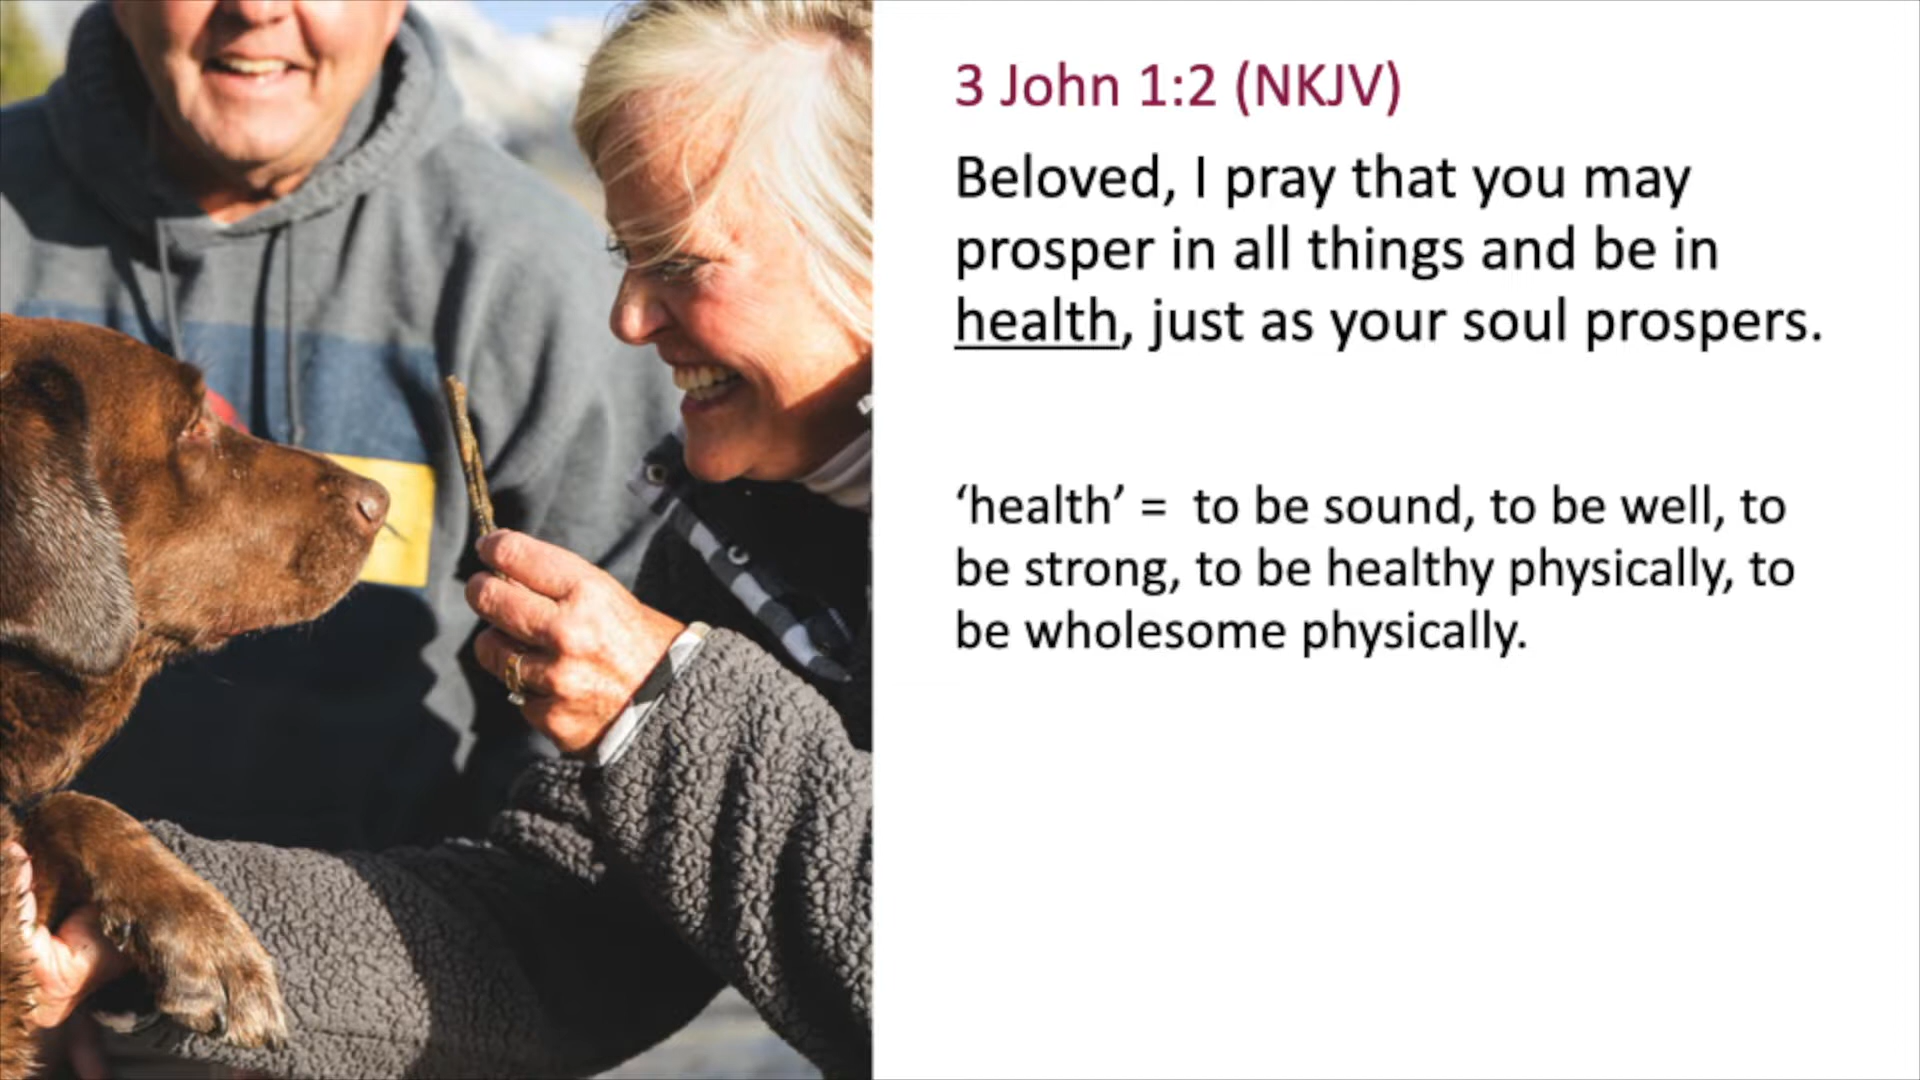 3 John 1:2 (NKJV)
Beloved, I pray that you may
prosper in all things and be in
health, just as your soul prospers.
‘health’ =  to be sound, to be well, to
be strong, to be healthy physically, to
be wholesome physically.